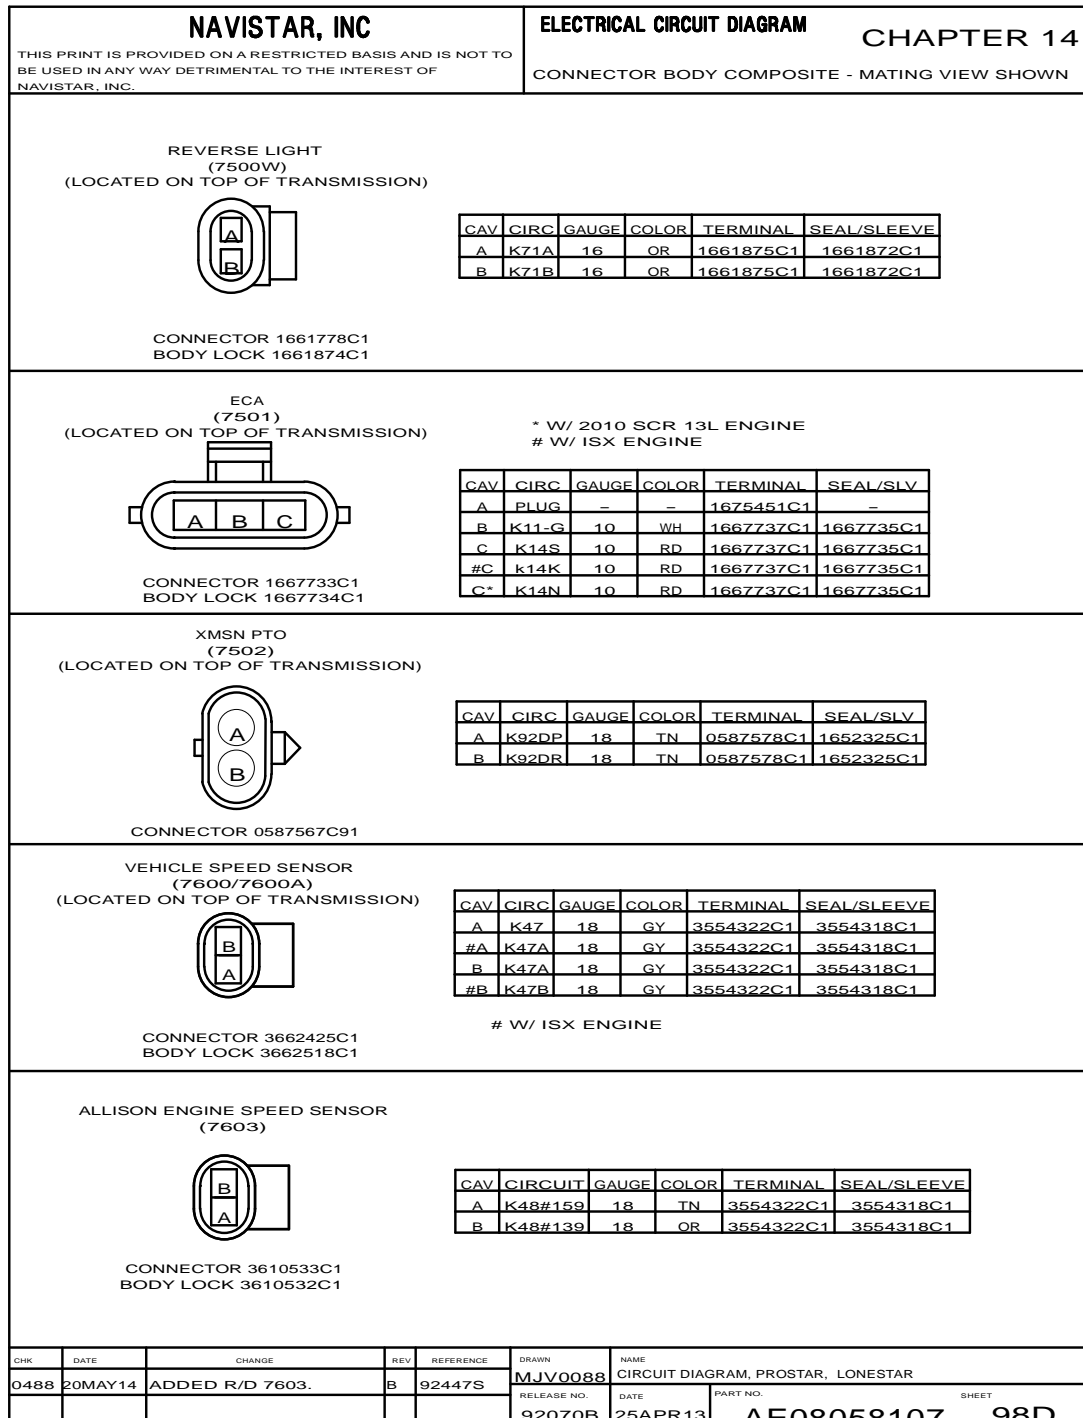 NAVISTAR, INC
THIS PRINT IS PROVIDED ON A RESTRICTED BASIS AND IS NOT TO
BE USED IN ANY WAY DETRIMENTAL TO THE INTEREST OF
NAVISTAR, INC.
ELECTRICAL CIRCUIT DIAGRAM
CHAPTER 14
CONNECTOR BODY COMPOSITE - MATING VIEW SHOWN
REVERSE LIGHT
(7500W)
(LOCATED ON TOP OF TRANSMISSION)
A
B
CONNECTOR 1661778C1
BODY LOCK 1661874C1
CAV CIRC GAUGE COLOR TERMINAL SEAL/SLEEVE
A K71A 16 OR 1661875C1 1661872C1
B K71B 16 OR 1661875C1 1661872C1
ECA
(7501)
(LOCATED ON TOP OF TRANSMISSION)
A B C
CONNECTOR 1667733C1
BODY LOCK 1667734C1
* W/ 2010 SCR 13L ENGINE
# W/ ISX ENGINE
CAV CIRC GAUGE COLOR TERMINAL SEAL/SLV
A PLUG – – 1675451C1 –
B K11-G 10 WH 1667737C1 1667735C1
C K14S 10 RD 1667737C1 1667735C1
#C k14K 10 RD 1667737C1 1667735C1
C* K14N 10 RD 1667737C1 1667735C1
XMSN PTO
(7502)
(LOCATED ON TOP OF TRANSMISSION)
A
B
CONNECTOR 0587567C91
CAV CIRC GAUGE COLOR TERMINAL SEAL/SLV
A K92DP 18 TN 0587578C1 1652325C1
B K92DR 18 TN 0587578C1 1652325C1
VEHICLE SPEED SENSOR
(7600/7600A)
(LOCATED ON TOP OF TRANSMISSION)
B
A
CONNECTOR 3662425C1
BODY LOCK 3662518C1
CAV CIRC GAUGE COLOR TERMINAL SEAL/SLEEVE
A K47 18 GY 3554322C1 3554318C1
#A K47A 18 GY 3554322C1 3554318C1
B K47A 18 GY 3554322C1 3554318C1
#B K47B 18 GY 3554322C1 3554318C1
# W/ ISX ENGINE
ALLISON ENGINE SPEED SENSOR
(7603)
B
A
CONNECTOR 3610533C1
BODY LOCK 3610532C1
CAV CIRCUIT GAUGE COLOR TERMINAL SEAL/SLEEVE
A K48#159 18 TN 3554322C1 3554318C1
B K48#139 18 OR 3554322C1 3554318C1
CHK DATE CHANGE REV REFERENCE
0488 20MAY14 ADDED R/D 7603. B 92447S
DRAWN
MJV0088
NAME
CIRCUIT DIAGRAM, PROSTAR, LONESTAR
RELEASE NO. DATE PART NO. SHEET
92070B 25APR13 AE08058107 98D